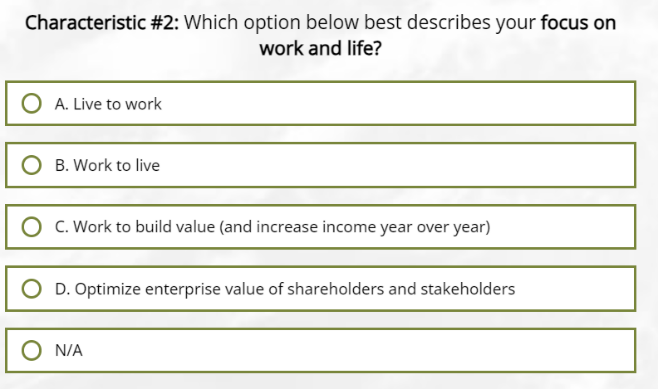 Characteristic #2: Which option below best describes your focus on
work and life?
A. Live to work
B. Work to live
C. Work to build value (and increase income year over year)
D. Optimize enterprise value of shareholders and stakeholders
N/A